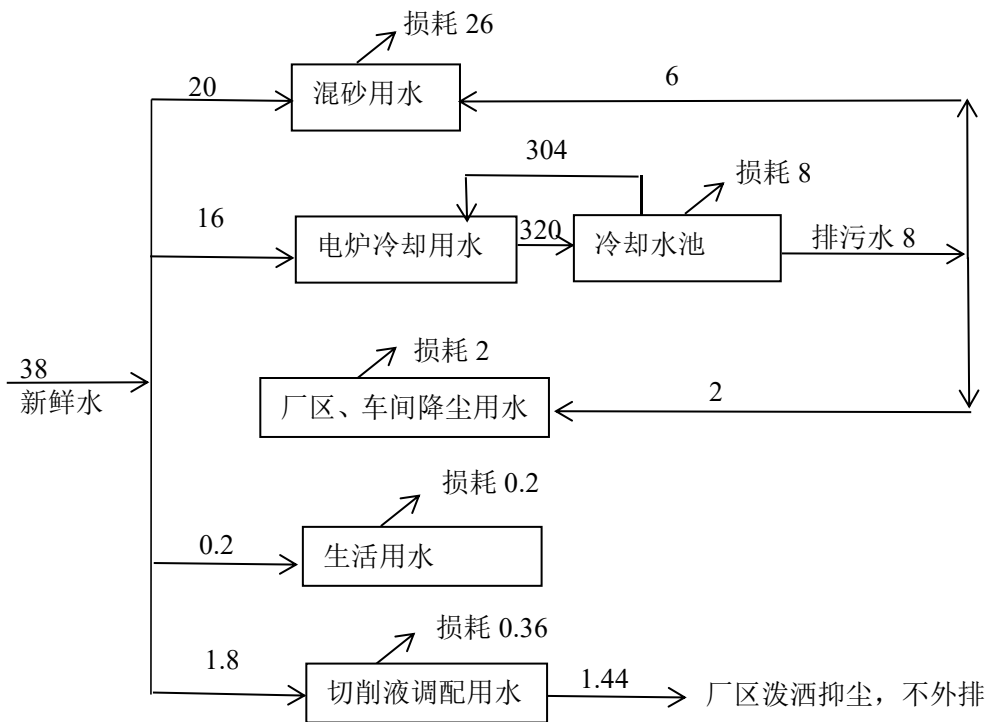 损耗 26
20
混砂用水
6
304
损耗 8
16
电炉冷却用水
320
冷却水池
排污水 8
38
新鲜水
损耗 2
厂区、车间降尘用水
2
损耗 0.2
0.2
生活用水
损耗 0.36
1.8
切削液调配用水
1.44
厂区泼洒抑尘，不外排